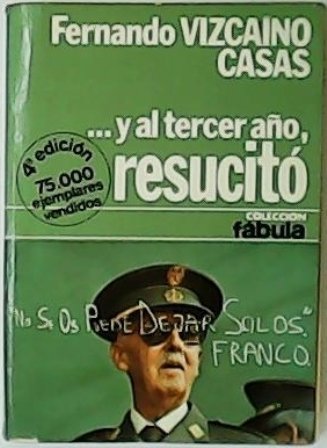 Fernando VIZCAINO
CASAS
...y al tercer año,
resucitó
4ª edición
75.000
ejemplares
vendidos
COLECCIÓN
fábula
"No Se Os Puede Dejar Solos."
FRANCO.